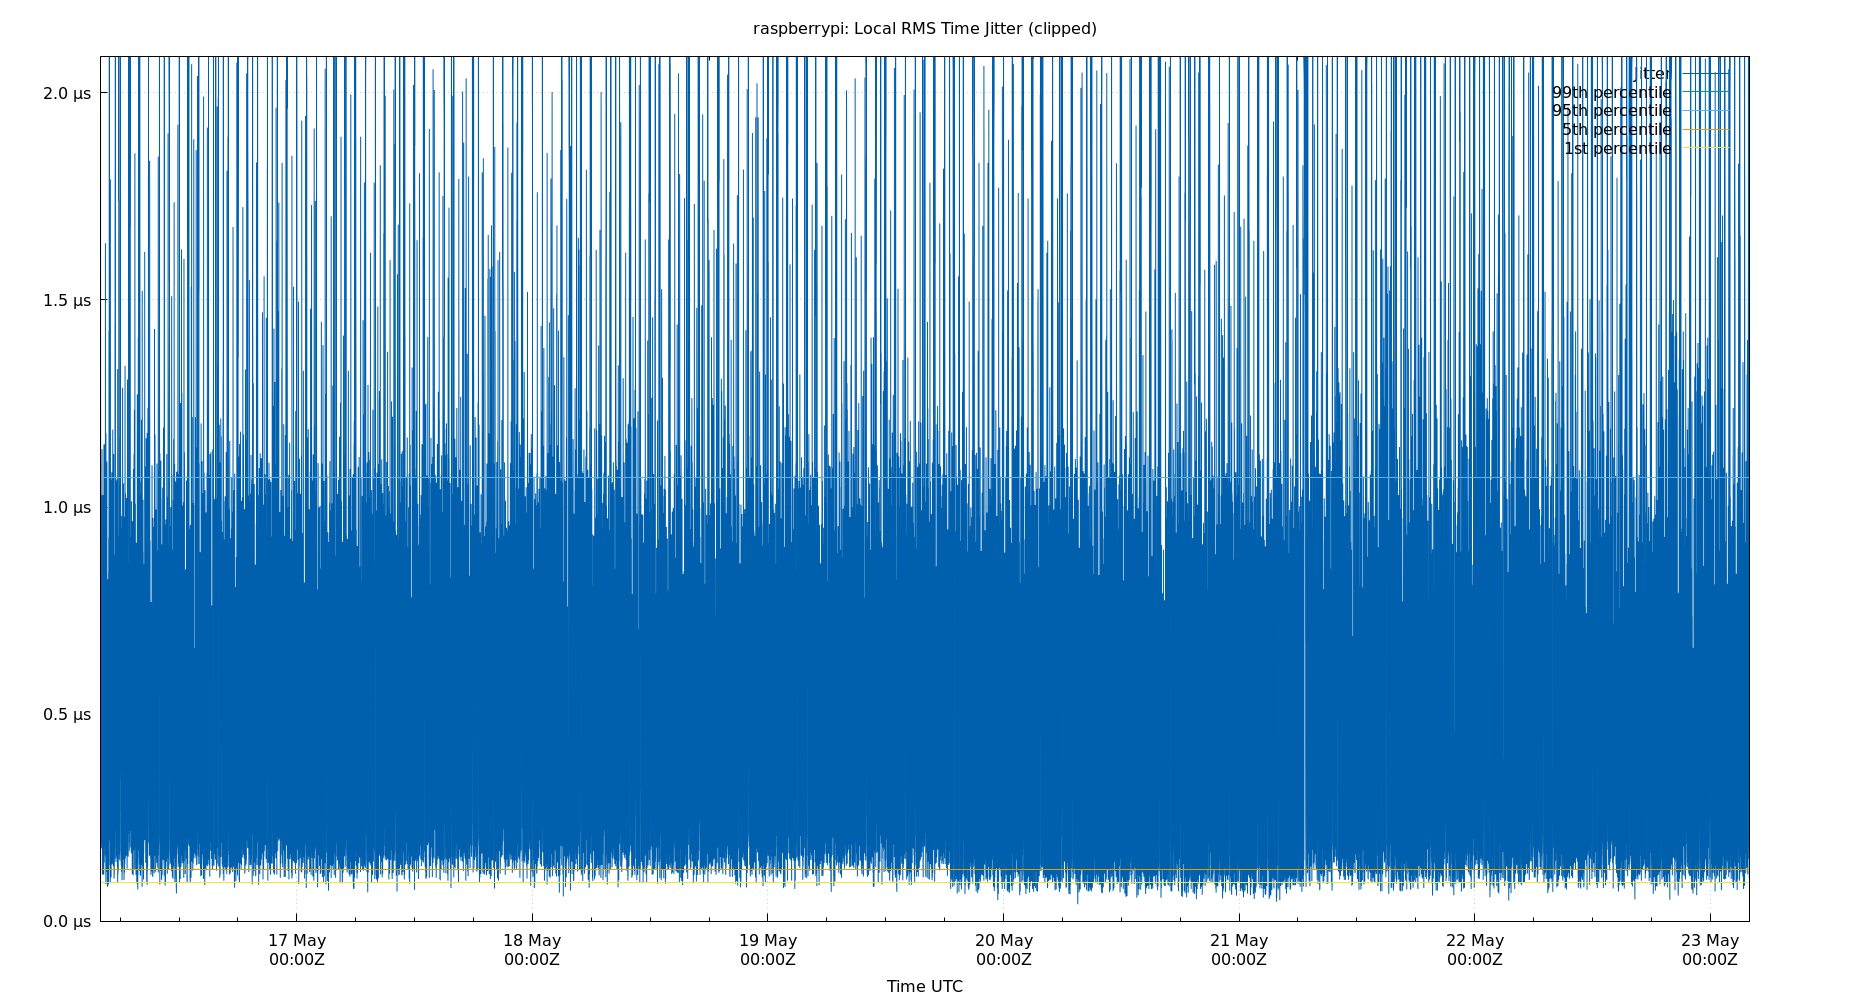 raspberrypi: Local RMS Time Jitter (clipped)
jitter
2.0 µs
99th percentile
95th percentile
5th percentile
1st percentile
1.5 µs
1.0 µs
0.5 µs
0.0 µs
17 May 18 May 19 May 20 May 21 May 22 May 23 May
00:00Z 00:00Z 00:00Z 00:00Z 00:00Z 00:00Z 00:00Z
Time UTC